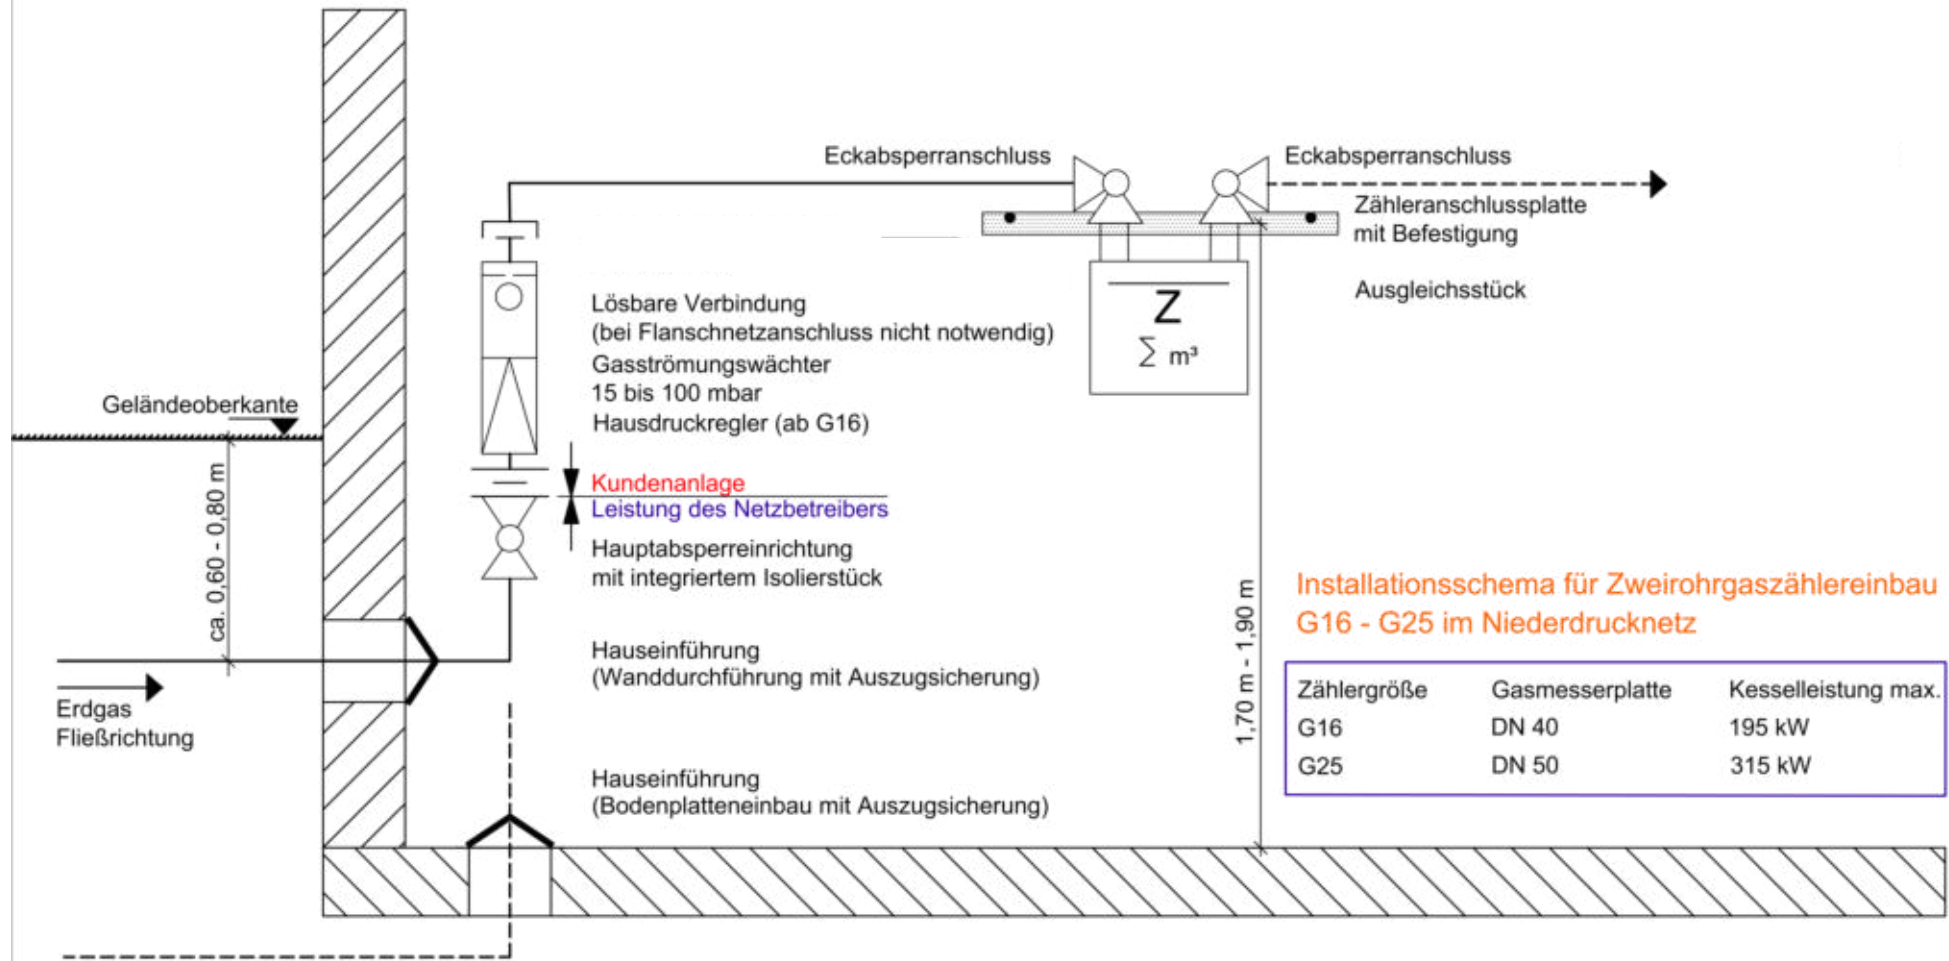 Eckabsperranschluss
Eckabsperranschluss
Zähleranschlussplatte
mit Befestigung
Ausgleichsstück
Z
∑ m³
Lösbare Verbindung
(bei Flanschnetzanschluss nicht notwendig)
Gasströmungswächter
15 bis 100 mbar
Hausdruckregler (ab G16)
Geländeoberkante
ca. 0,60 - 0,80 m
Kundenanlage
Leistung des Netzbetreibers
Hauptabsperreinrichtung
mit integriertem Isolierstück
Hauseinführung
(Wanddurchführung mit Auszugsicherung)
Erdgas
Fließrichtung
Hauseinführung
(Bodenplatteneinbau mit Auszugsicherung)
1,70 m - 1,90 m
Installationsschema für Zweirohrgaszählereinbau
G16 - G25 im Niederdrucknetz
Zählergröße Gasmesserplatte Kesselleistung max.
G16 DN 40 195 kW
G25 DN 50 315 kW